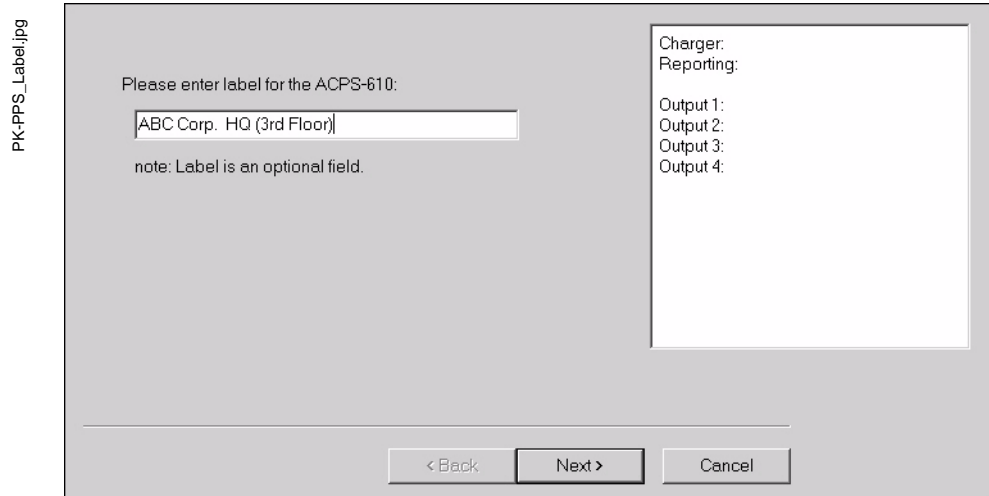 PK-PPS_Label.jpg
Please enter label for the ACPS-610:
ABC Corp. HQ (3rd Floor)
note: Label is an optional field.
Charger:
Reporting:
Output 1:
Output 2:
Output 3:
Output 4:
< Back
Next >
Cancel